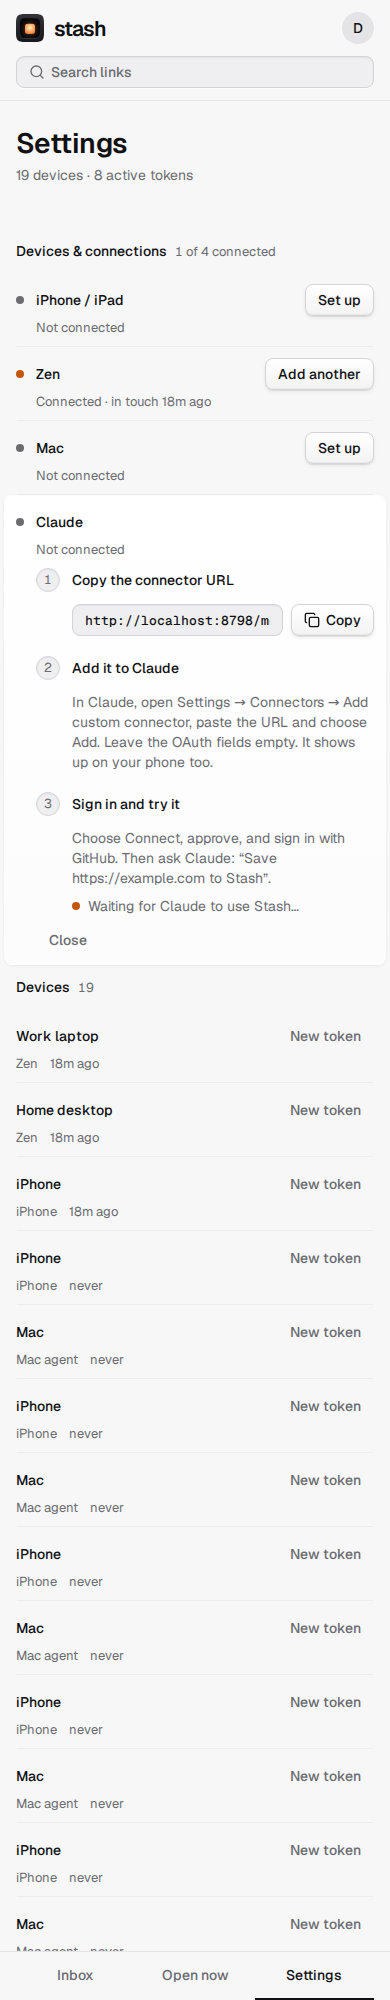 stash
D
Search links
Settings
19 devices · 8 active tokens
Devices & connections 1 of 4 connected
iPhone / iPad
Set up
Not connected
Zen
Add another
Connected · in touch 18m ago
Mac
Set up
Not connected
Claude
Not connected
1 Copy the connector URL
http://localhost:8798/m
Copy
2 Add it to Claude
In Claude, open Settings → Connectors → Add
custom connector, paste the URL and choose
Add. Leave the OAuth fields empty. It shows
up on your phone too.
3 Sign in and try it
Choose Connect, approve, and sign in with
GitHub. Then ask Claude: “Save
https://example.com to Stash”.
Waiting for Claude to use Stash…
Close
Devices 19
Work laptop New token
Zen 18m ago
Home desktop New token
Zen 18m ago
iPhone New token
iPhone 18m ago
iPhone New token
iPhone never
Mac New token
Mac agent never
iPhone New token
iPhone never
Mac New token
Mac agent never
iPhone New token
iPhone never
Mac New token
Mac agent never
iPhone New token
iPhone never
Mac New token
Mac agent never
iPhone New token
iPhone never
Mac New token
Mac agent never
Inbox Open now Settings